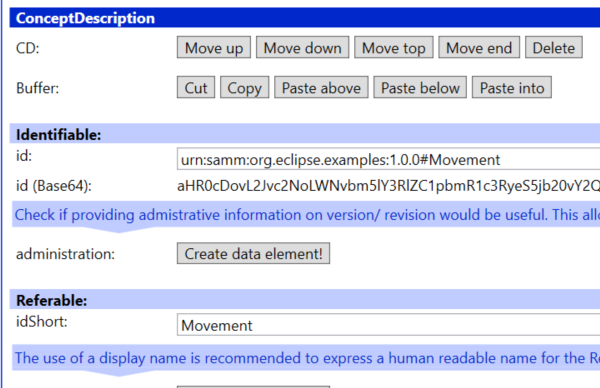 ConceptDescription
CD: Move up Move down Move top Move end Delete
Buffer: Cut Copy Paste above Paste below Paste into
Identifiable:
id: urn:samm:org.eclipse.examples:1.0.0#Movement
id (Base64): aHR0cDovL2Jvc2NoLWNvbm5lY3RlZC1pbmR1c3RyeS5jb20vY2Q
Check if providing admistrative information on version/ revision would be useful. This allo
administration: Create data element!
Referable:
idShort: Movement
The use of a display name is recommended to express a human readable name for the Re